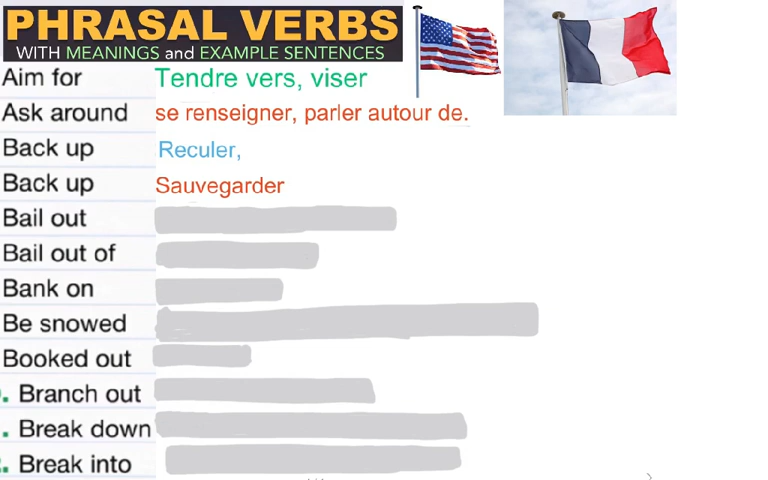 PHRASAL VERBS
WITH MEANINGS and EXAMPLE SENTENCES
Aim for Tendre vers, viser
Ask around se renseigner, parler autour de.
Back up Reculer,
Back up Sauvegarder
Bail out
Bail out of
Bank on
Be snowed
Booked out
. Branch out
. Break down
. Break into